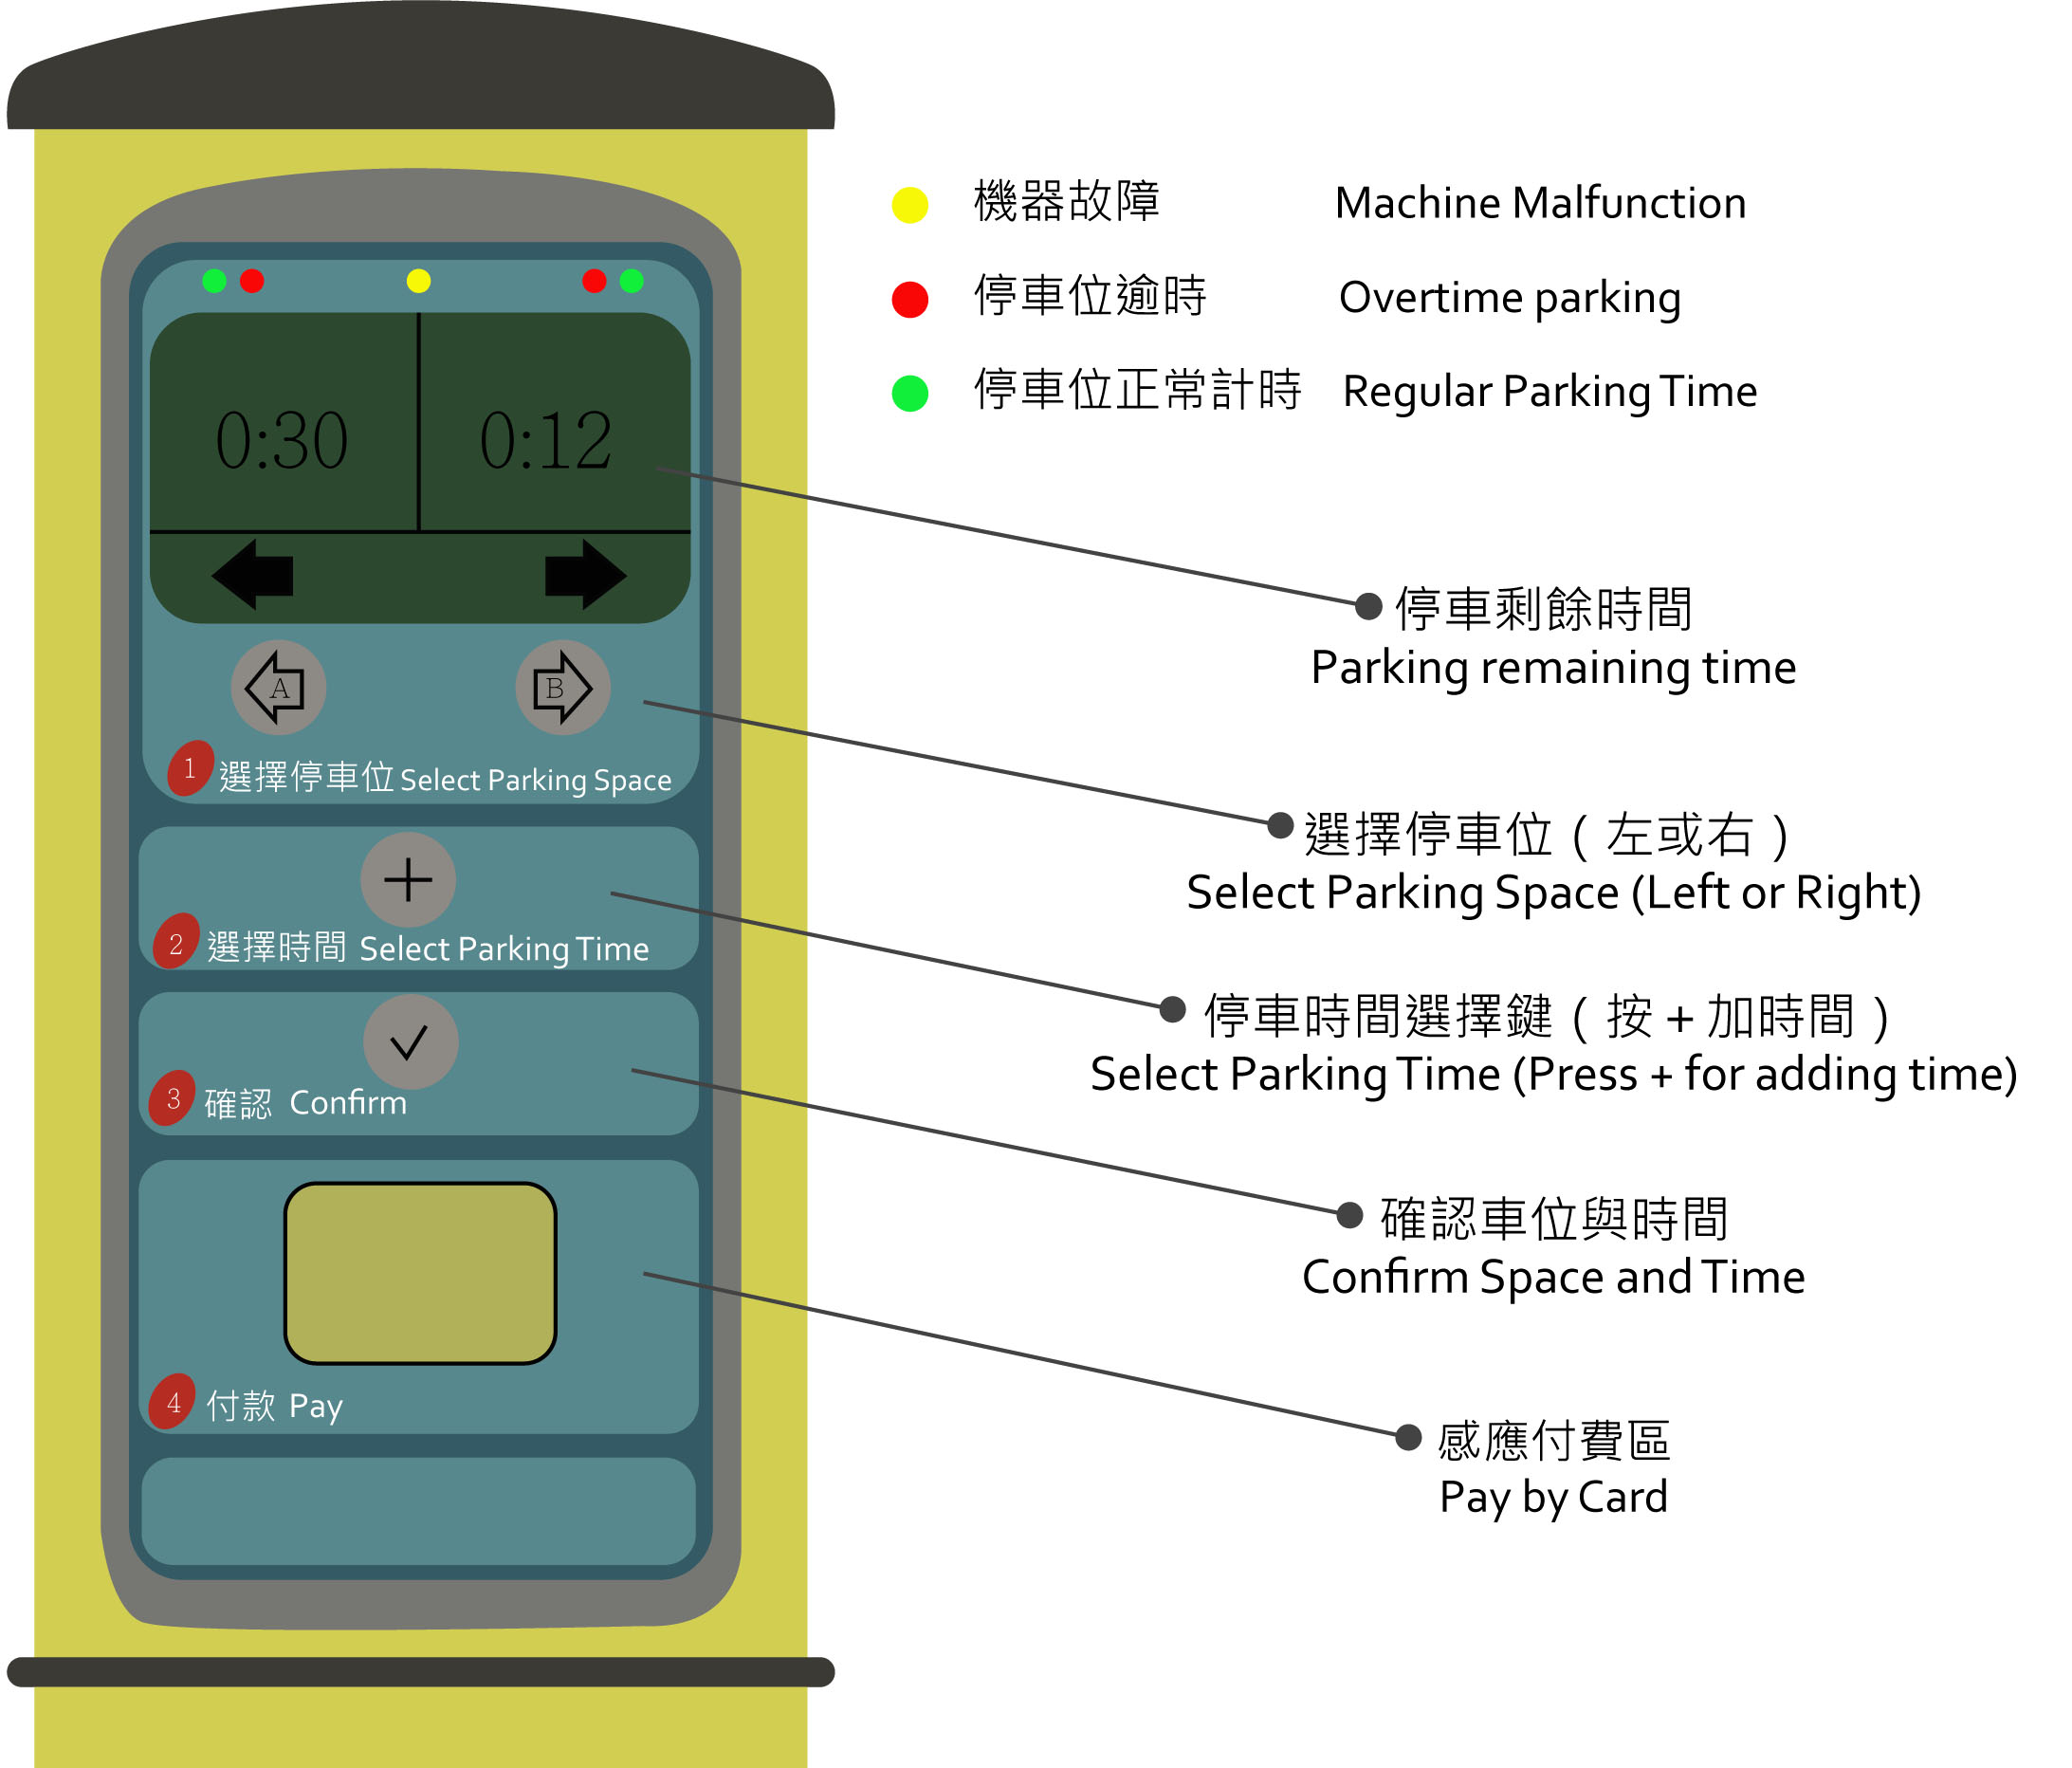 機器故障 Machine Malfunction
停車位逾時 Overtime parking
停車位正常計時 Regular Parking Time
0:30 0:12
停車剩餘時間
Parking remaining time
A B
1 選擇停車位 Select Parking Space
選擇停車位（左或右）
Select Parking Space (Left or Right)
+
2 選擇時間 Select Parking Time
停車時間選擇鍵（按+加時間）
Select Parking Time (Press + for adding time)
3 確認 Confirm
確認車位與時間
Confirm Space and Time
4 付款 Pay
感應付費區
Pay by Card